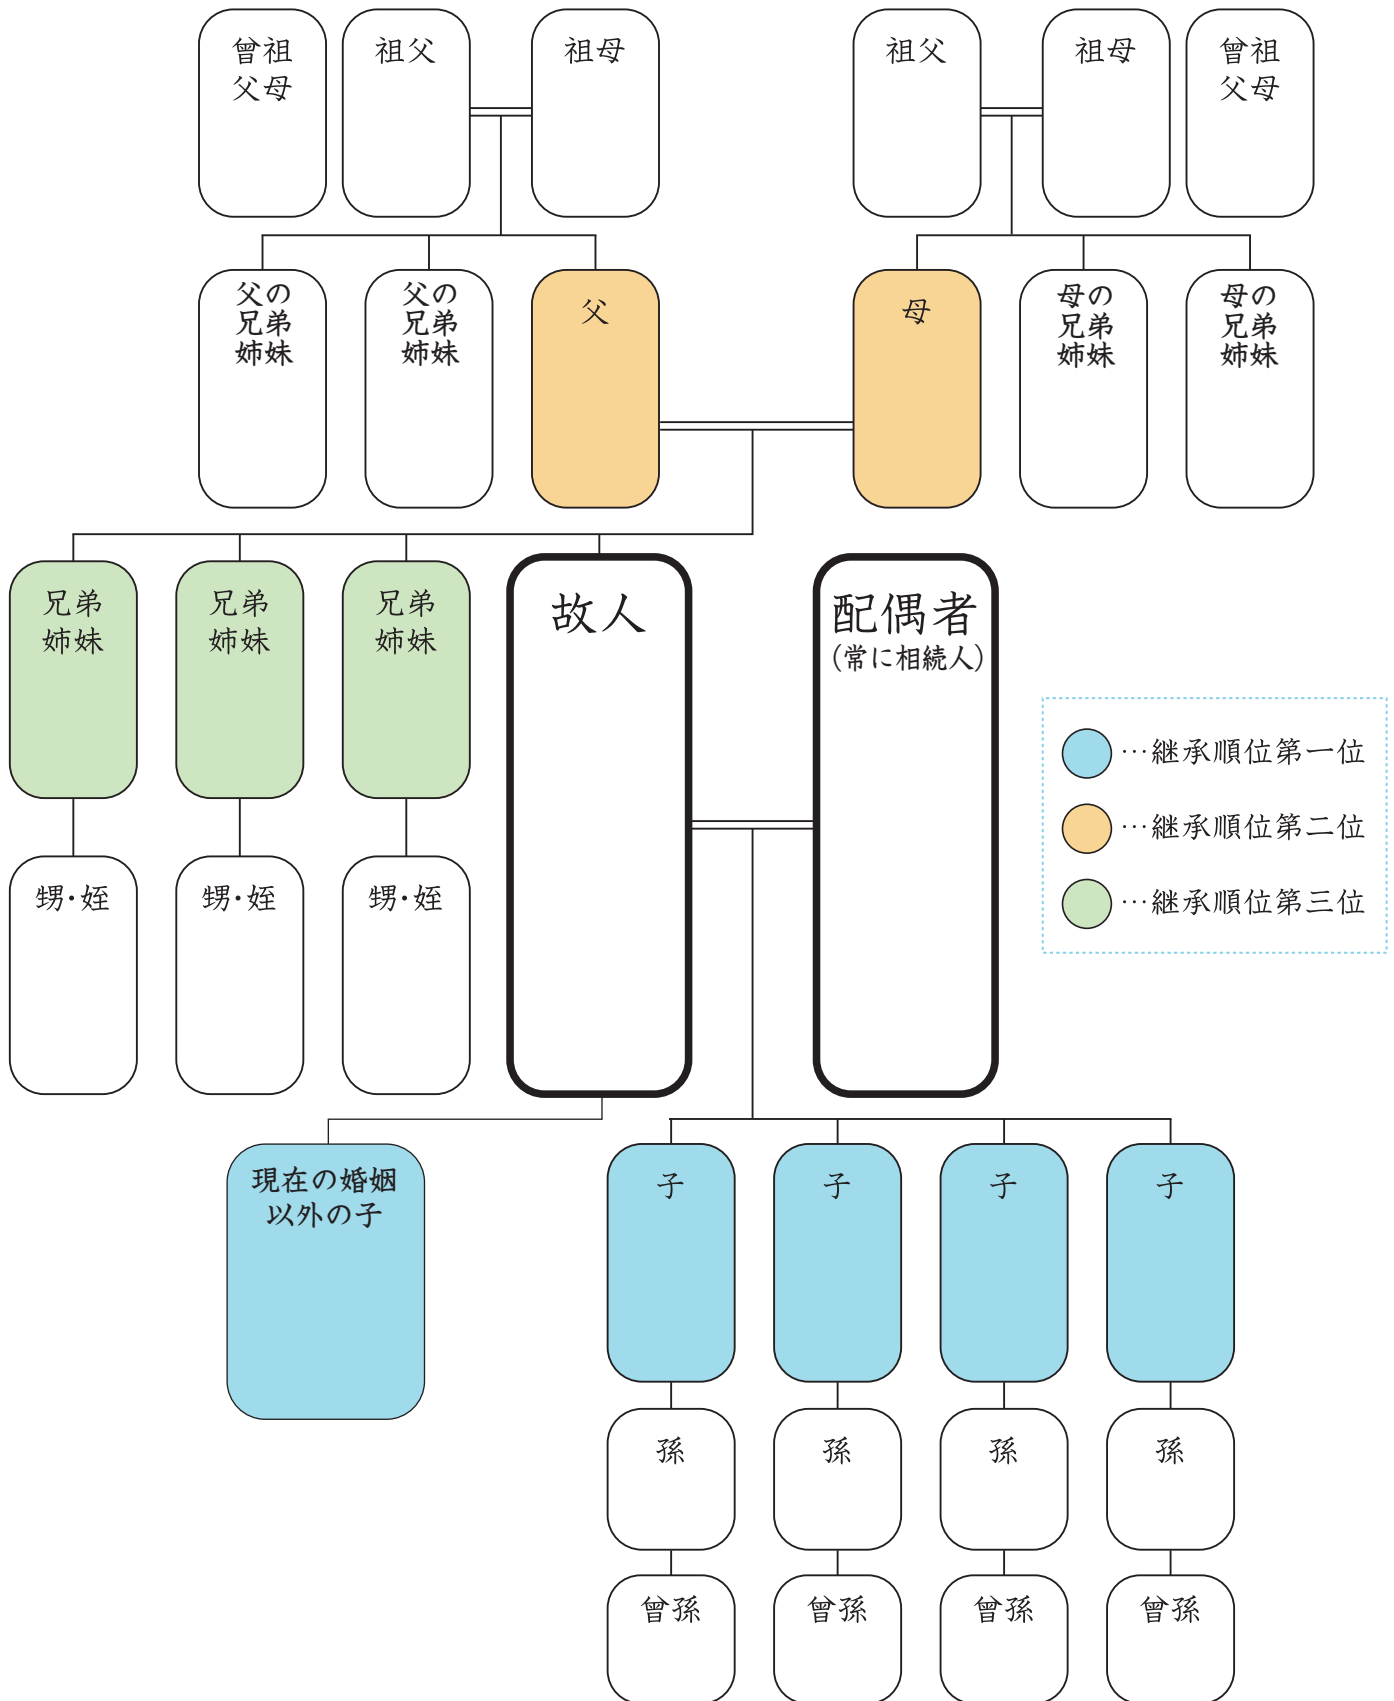 曾祖
父母
祖父
祖母
祖父
祖母
曾祖
父母
父の
兄弟
姉妹
父の
兄弟
姉妹
父
母
母の
兄弟
姉妹
母の
兄弟
姉妹
兄弟
姉妹
兄弟
姉妹
兄弟
姉妹
故人
配偶者
(常に相続人)
…継承順位第一位
…継承順位第二位
…継承順位第三位
甥・姪
甥・姪
甥・姪
現在の婚姻
以外の子
子
子
子
子
孫
孫
孫
孫
曾孫
曾孫
曾孫
曾孫